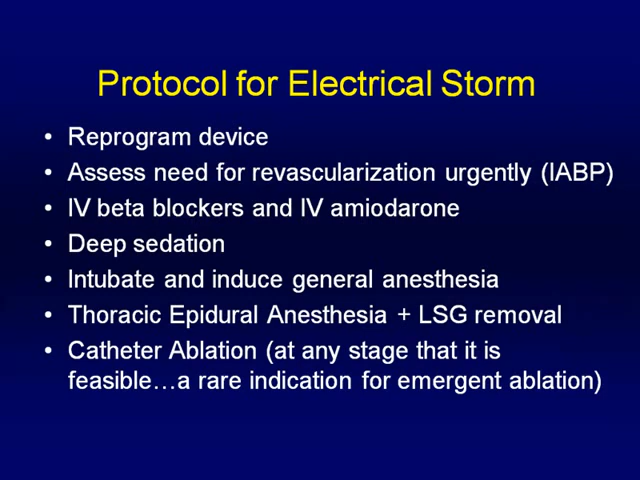 Protocol for Electrical Storm
• Reprogram device
• Assess need for revascularization urgently (IABP)
• IV beta blockers and IV amiodarone
• Deep sedation
• Intubate and induce general anesthesia
• Thoracic Epidural Anesthesia + LSG removal
• Catheter Ablation (at any stage that it is
feasible…a rare indication for emergent ablation)